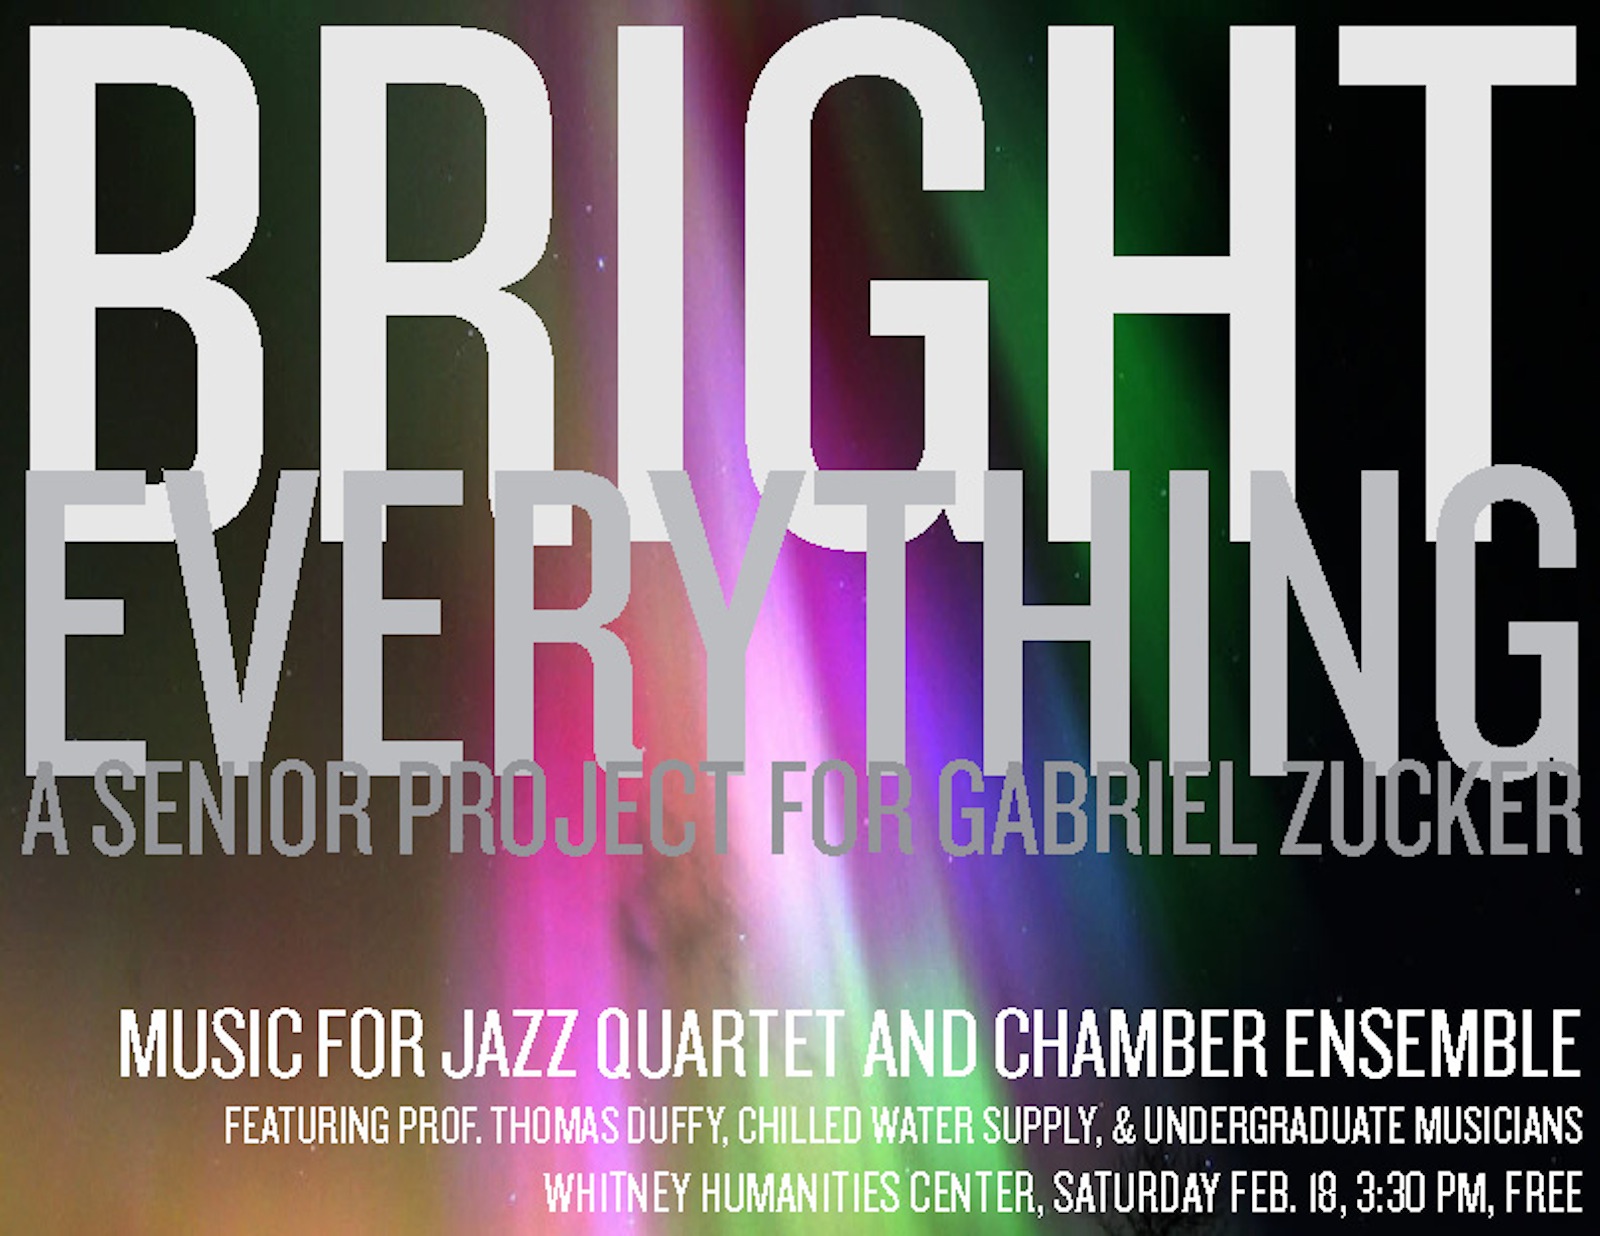 BRIGHT
EVERYTHING
A SENIOR PROJECT FOR GABRIEL ZUCKER
MUSIC FOR JAZZ QUARTET AND CHAMBER ENSEMBLE
FEATURING PROF. THOMAS DUFFY, CHILLED WATER SUPPLY, & UNDERGRADUATE MUSICIANS
WHITNEY HUMANITIES CENTER, SATURDAY FEB. 18, 3:30 PM, FREE